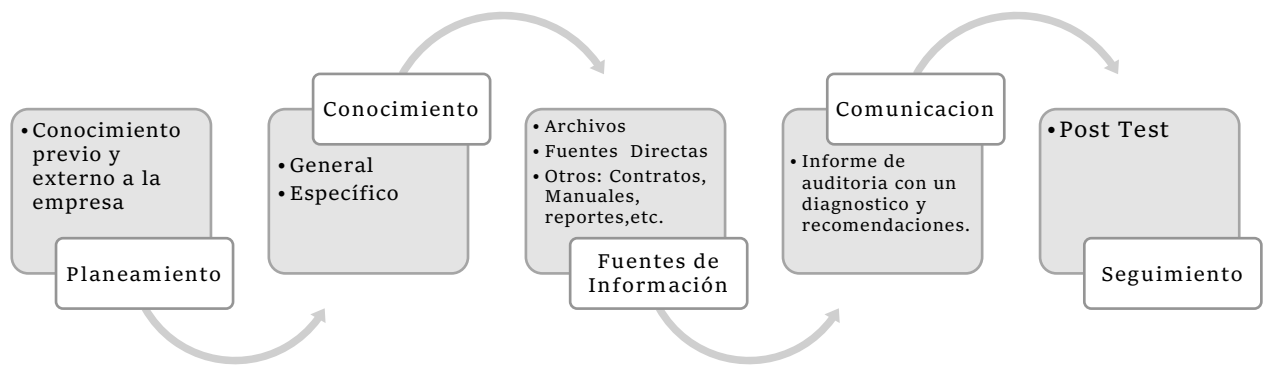 • Conocimiento
previo y
externo a la
empresa
Planeamiento
Conocimiento
• General
• Específico
• Archivos
• Fuentes Directas
• Otros: Contratos,
Manuales,
reportes,etc.
Fuentes de
Información
Comunicacion
• Informe de
auditoria con un
diagnostico y
recomendaciones.
• Post Test
Seguimiento